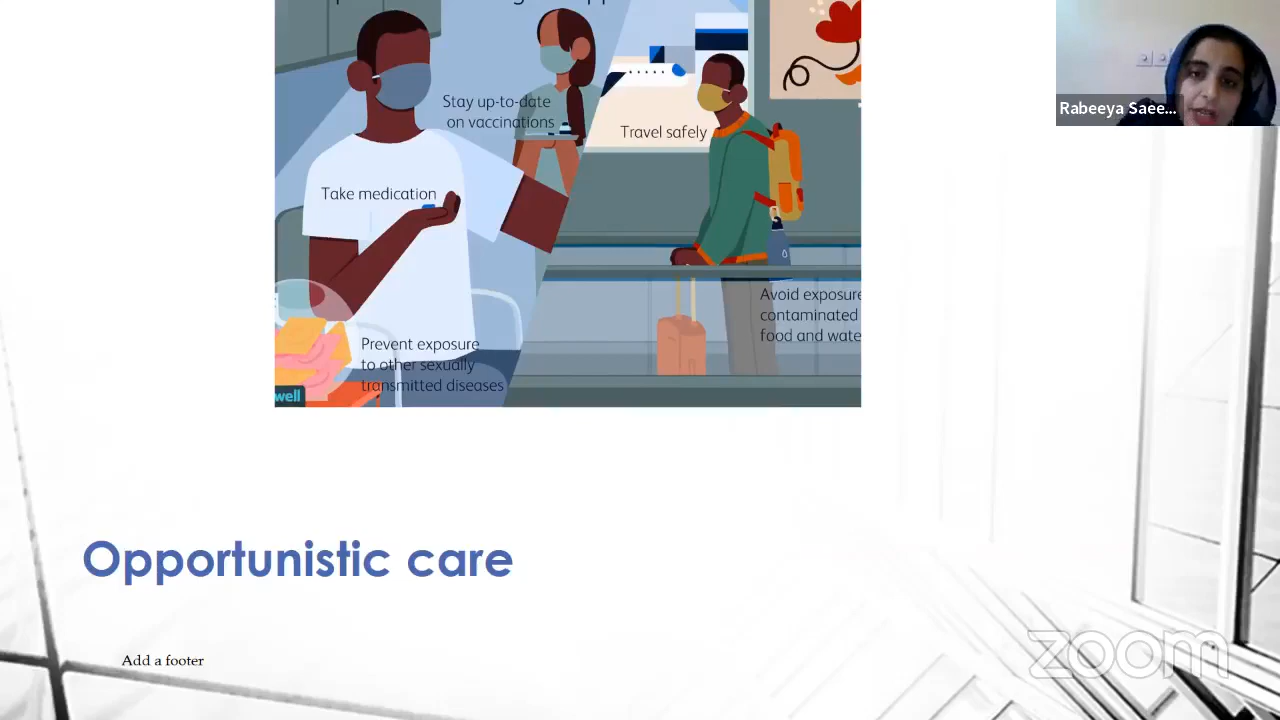 Stay up-to-date
on vaccinations
Travel safely
Take medication
Avoid exposure
contaminated
food and wate
Prevent exposure
to other sexually
transmitted diseases
well
Rabeeya Saee...
Opportunistic care
Add a footer
zoom